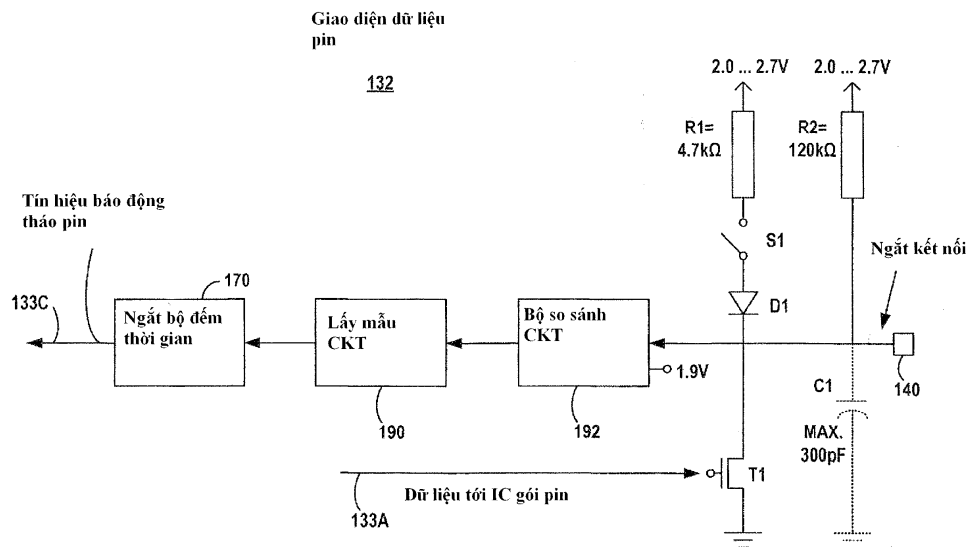 Giao diện dữ liệu
pin
132
2.0 ... 2.7V
2.0 ... 2.7V
R1=
4.7kΩ
R2=
120kΩ
Tín hiệu báo động
tháo pin
S1
Ngắt kết nối
133C
170
Ngắt bộ đếm
thời gian
Lấy mẫu
CKT
Bộ so sánh
CKT
D1
1.9V
140
C1
190
192
MAX.
300pF
T1
Dữ liệu tới IC gói pin
133A